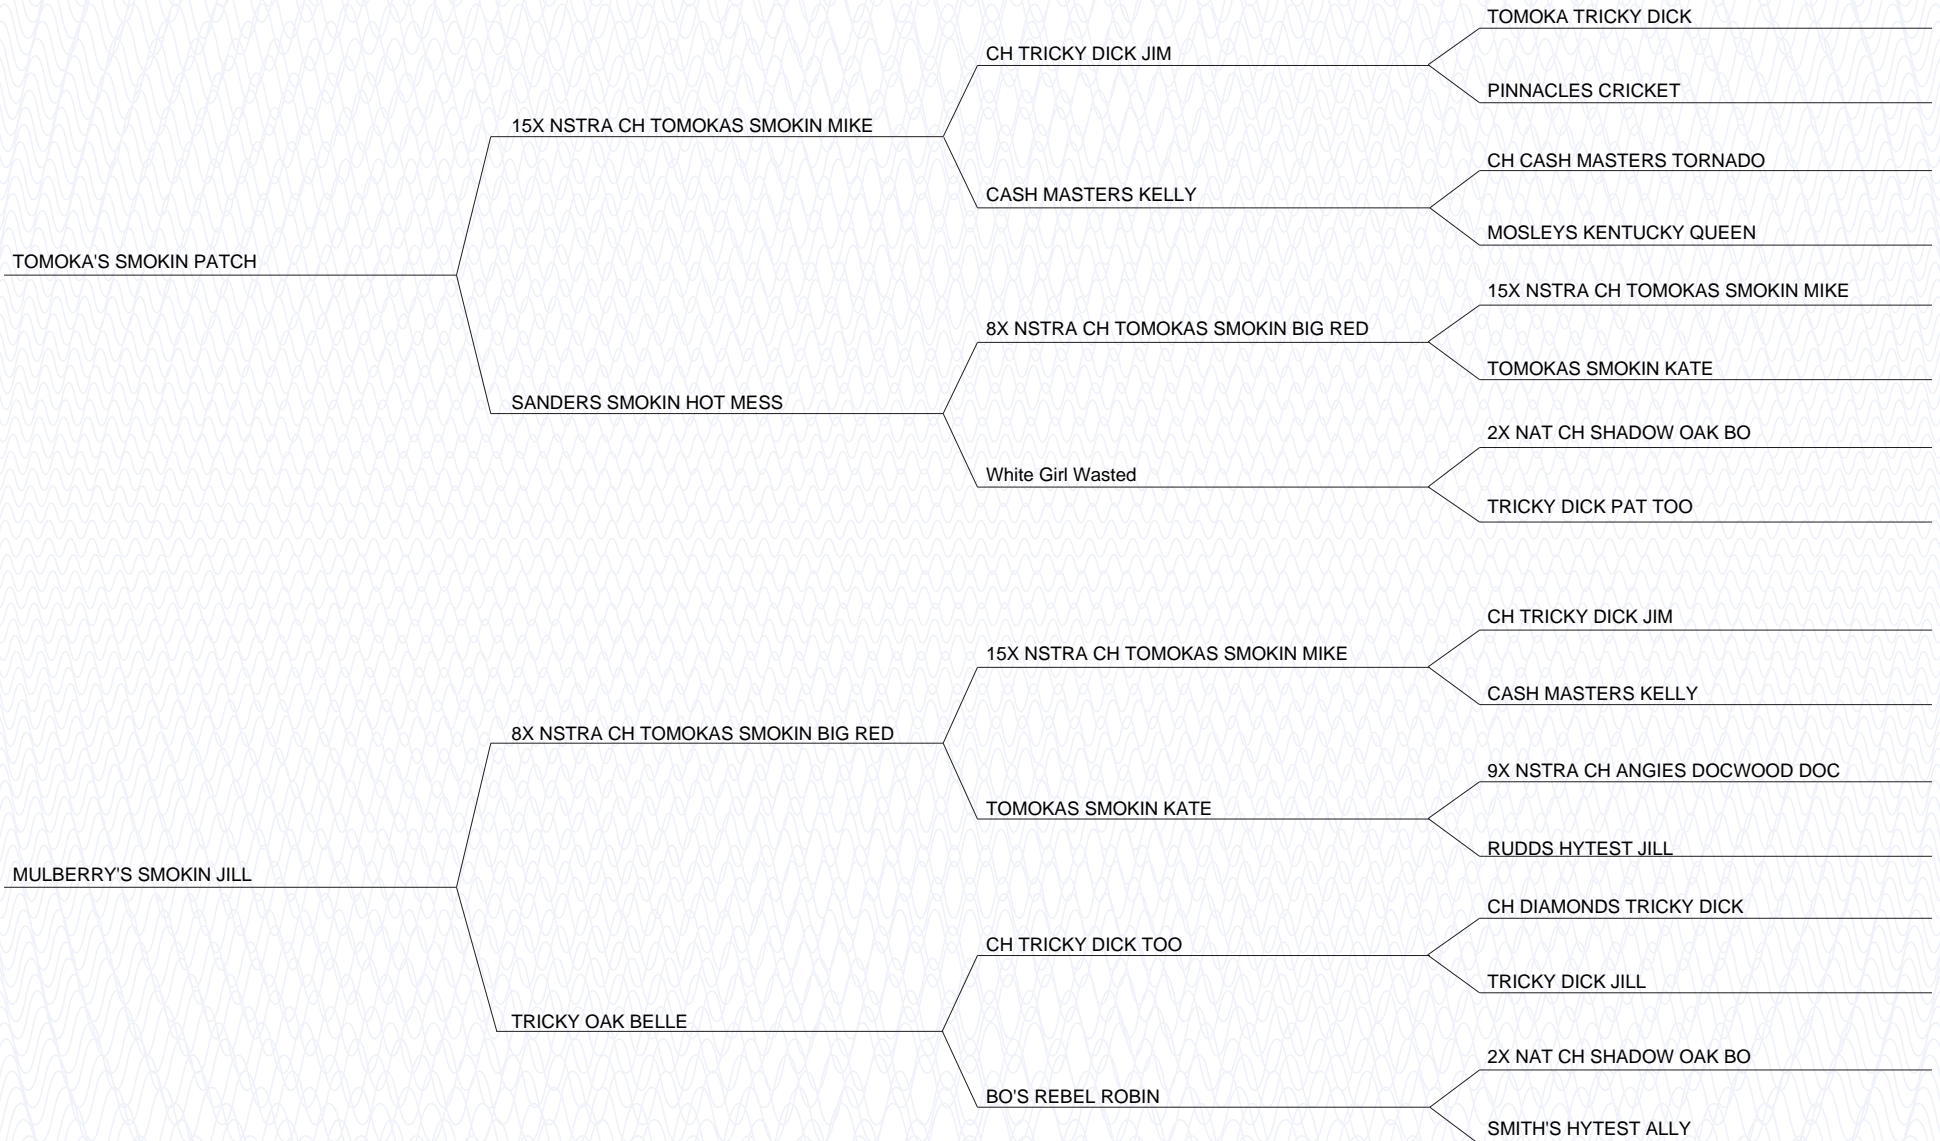 TOMOKA TRICKY DICK
CH TRICKY DICK JIM
PINNACLES CRICKET
15X NSTRA CH TOMOKAS SMOKIN MIKE
CH CASH MASTERS TORNADO
CASH MASTERS KELLY
MOSLEYS KENTUCKY QUEEN
TOMOKA'S SMOKIN PATCH
15X NSTRA CH TOMOKAS SMOKIN MIKE
8X NSTRA CH TOMOKAS SMOKIN BIG RED
TOMOKAS SMOKIN KATE
SANDERS SMOKIN HOT MESS
2X NAT CH SHADOW OAK BO
White Girl Wasted
TRICKY DICK PAT TOO
CH TRICKY DICK JIM
15X NSTRA CH TOMOKAS SMOKIN MIKE
CASH MASTERS KELLY
8X NSTRA CH TOMOKAS SMOKIN BIG RED
9X NSTRA CH ANGIES DOCWOOD DOC
TOMOKAS SMOKIN KATE
RUDDS HYTEST JILL
MULBERRY'S SMOKIN JILL
CH DIAMONDS TRICKY DICK
CH TRICKY DICK TOO
TRICKY DICK JILL
TRICKY OAK BELLE
2X NAT CH SHADOW OAK BO
BO'S REBEL ROBIN
SMITH'S HYTEST ALLY